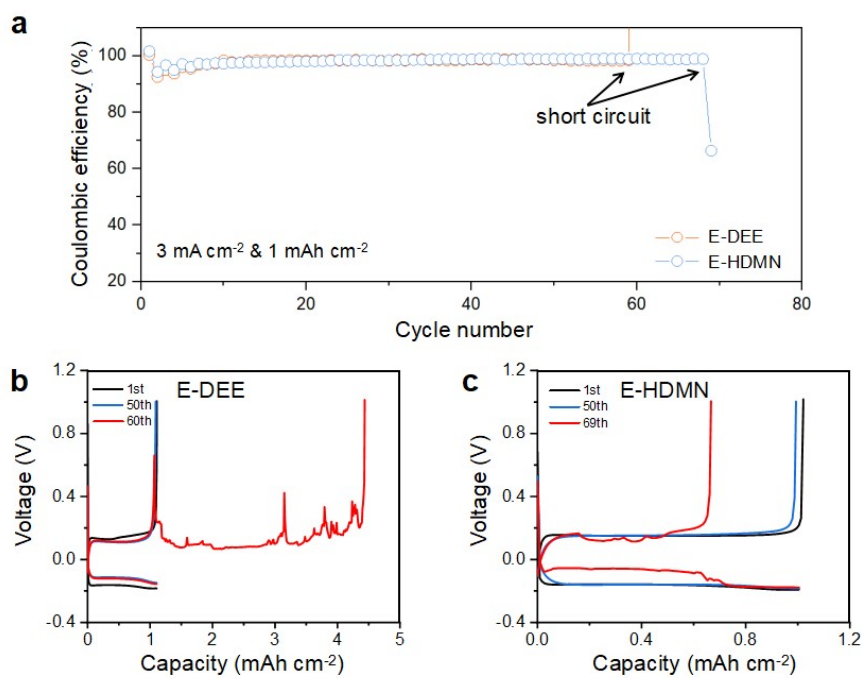 a
Coulombic efficiency (%)
100
80
60
40
20
short circuit
3 mA cm⁻² & 1 mAh cm⁻²
E-DEE
E-HDMN
0
20
40
60
80
Cycle number
b
E-DEE
1st
50th
60th
Voltage (V)
1.2
0.8
0.4
0.0
-0.4
0
1
2
3
4
5
Capacity (mAh cm⁻²)
c
E-HDMN
1st
50th
69th
Voltage (V)
1.2
0.8
0.4
0.0
-0.4
0.0
0.4
0.8
1.2
Capacity (mAh cm⁻²)